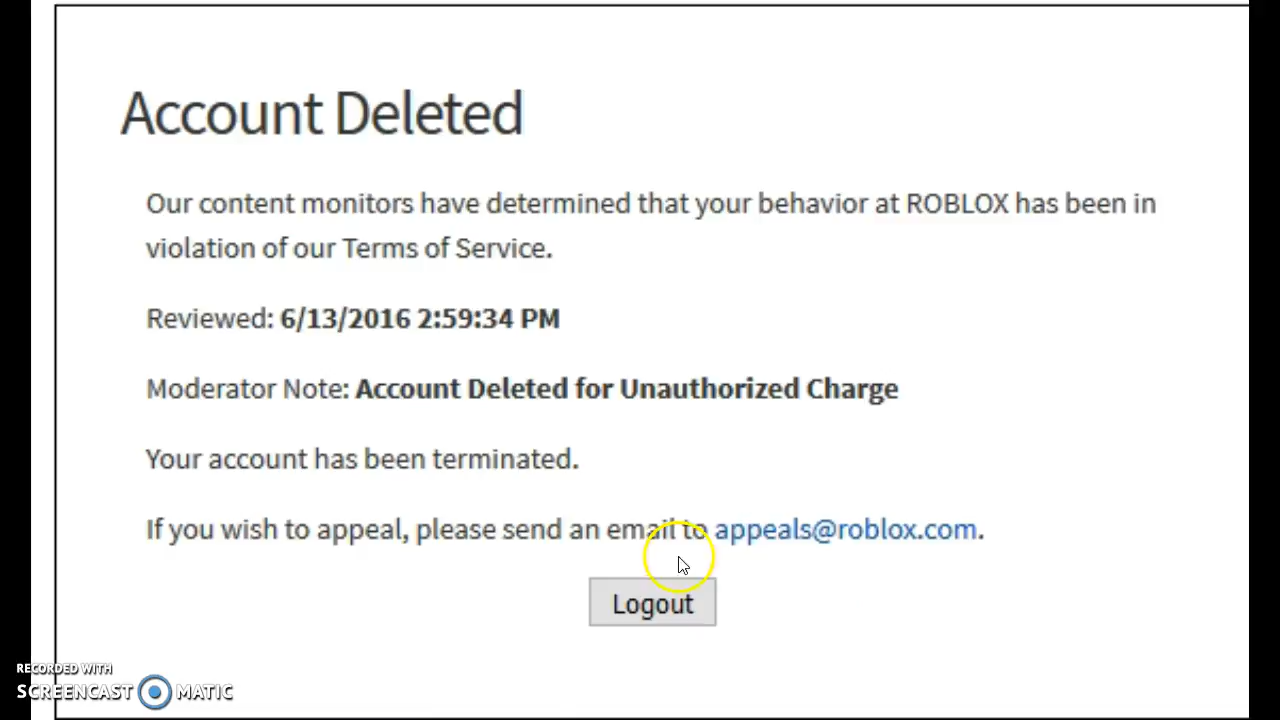 Account Deleted
Our content monitors have determined that your behavior at ROBLOX has been in
violation of our Terms of Service.
Reviewed: 6/13/2016 2:59:34 PM
Moderator Note: Account Deleted for Unauthorized Charge
Your account has been terminated.
If you wish to appeal, please send an email to appeals@roblox.com.
Logout
RECORDED WITH
SCREENCAST MATIC